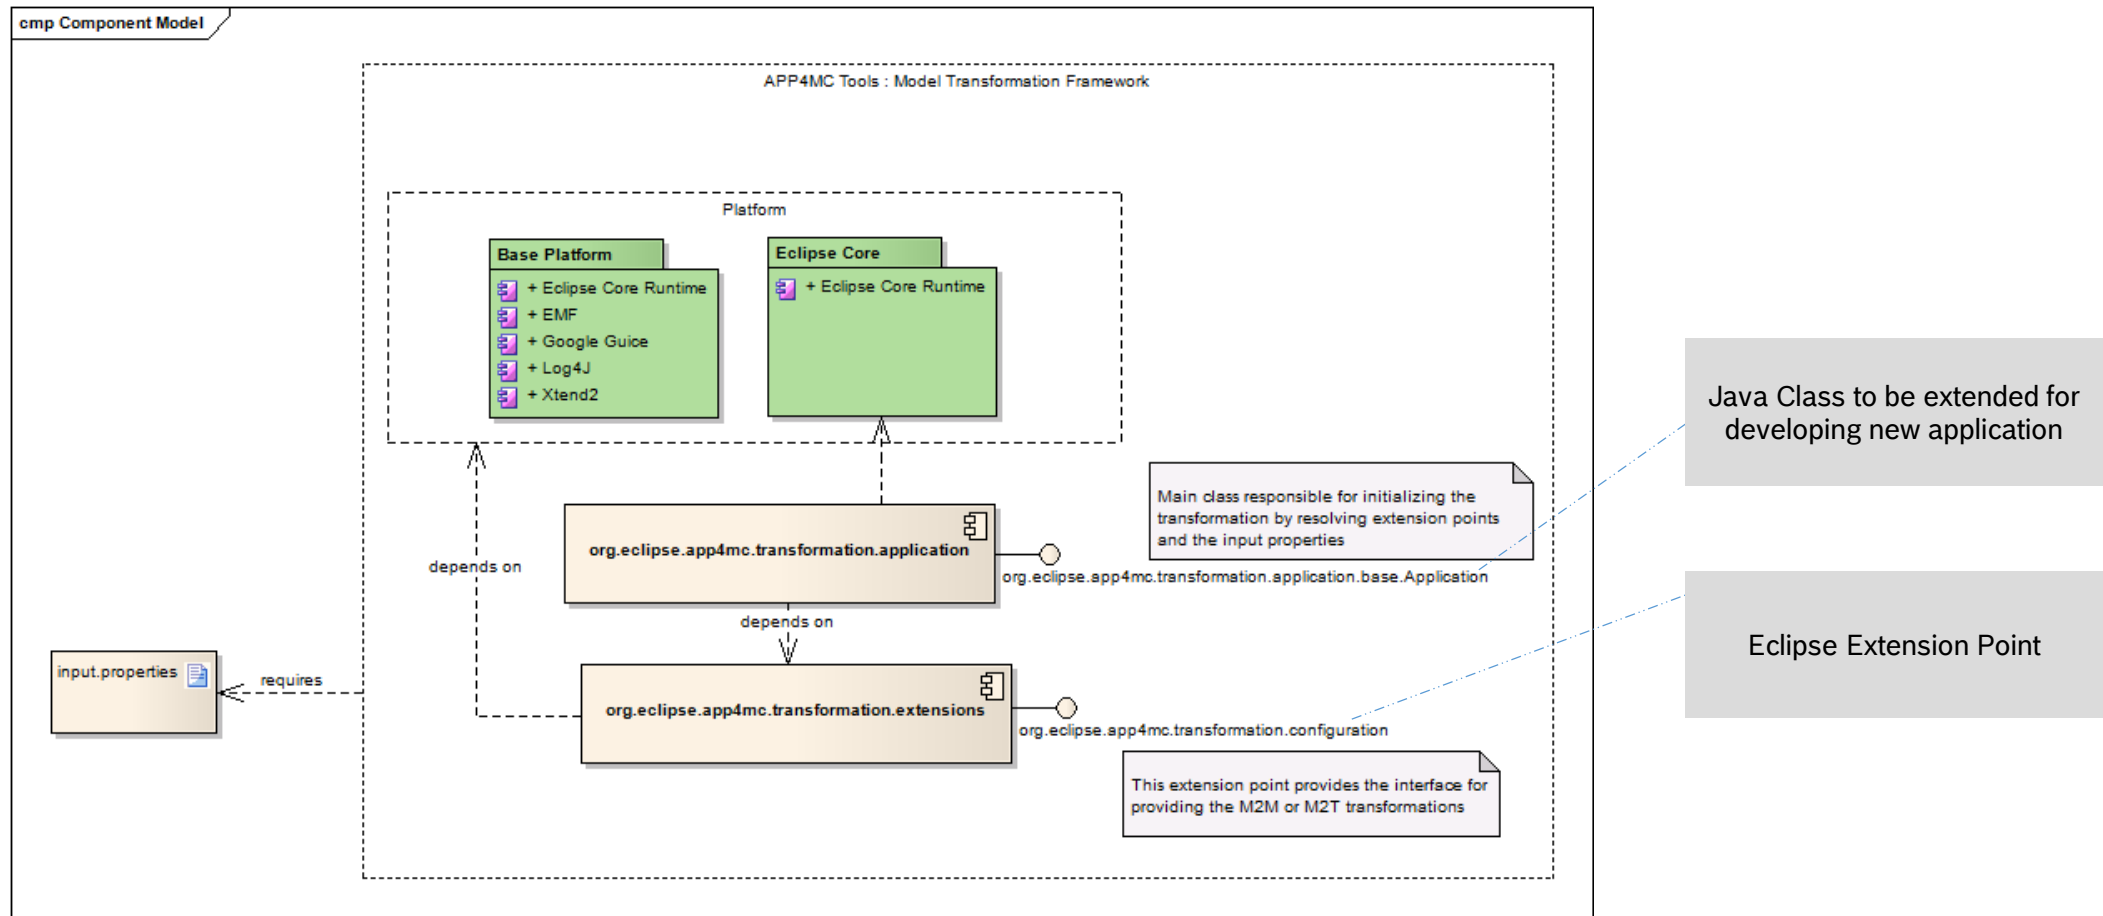 cmp Component Model
APP4MC Tools : Model Transformation Framework
Platform
Base Platform
+ Eclipse Core Runtime
+ EMF
+ Google Guice
+ Log4J
+ Xtend2
Eclipse Core
+ Eclipse Core Runtime
Java Class to be extended for
developing new application
Main class responsible for initializing the
transformation by resolving extension points
and the input properties
org.eclipse.app4mc.transformation.application
depends on
org.eclipse.app4mc.transformation.application.base.Application
depends on
Eclipse Extension Point
input.properties
requires
org.eclipse.app4mc.transformation.extensions
org.eclipse.app4mc.transformation.configuration
This extension point provides the interface for
providing the M2M or M2T transformations